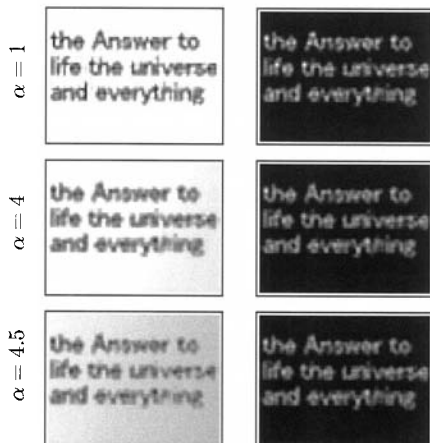 α = 1
the Answer to
life the universe
and everything
the Answer to
life the universe
and everything
α = 4
the Answer to
life the universe
and everything
the Answer to
life the universe
and everything
α = 4.5
the Answer to
life the universe
and everything
the Answer to
life the universe
and everything